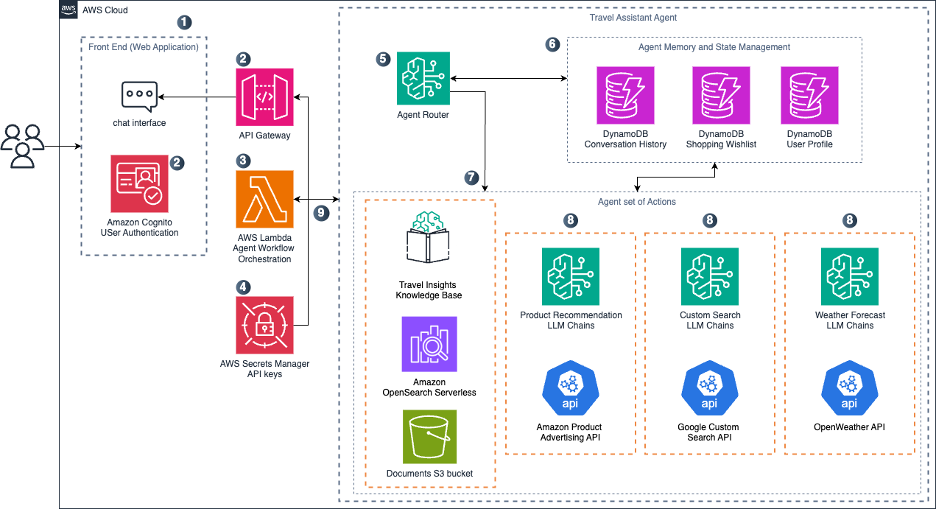 aws
AWS Cloud
1
Front End (Web Application)
chat interface
2
Amazon Cognito
USer Authentication
2
API Gateway
3
AWS Lambda
Agent Workflow
Orchestration
4
AWS Secrets Manager
API keys
9
Travel Assistant Agent
5
Agent Router
6
Agent Memory and State Management
DynamoDB
Conversation History
DynamoDB
Shopping Wishlist
DynamoDB
User Profile
7
Agent set of Actions
Travel Insights
Knowledge Base
Amazon
OpenSearch Serverless
Documents S3 bucket
8
Product Recommendation
LLM Chains
api
Amazon Product
Advertising API
8
Custom Search
LLM Chains
api
Google Custom
Search API
8
Weather Forecast
LLM Chains
api
OpenWeather API